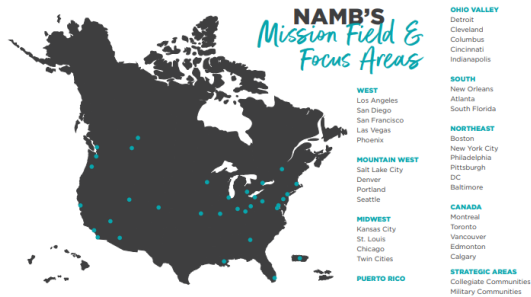 NAMB'S
Mission Field &
Focus Areas
WEST
Los Angeles
San Diego
San Francisco
Las Vegas
Phoenix
MOUNTAIN WEST
Salt Lake City
Denver
Portland
Seattle
MIDWEST
Kansas City
St. Louis
Chicago
Twin Cities
PUERTO RICO
OHIO VALLEY
Detroit
Cleveland
Columbus
Cincinnati
Indianapolis
SOUTH
New Orleans
Atlanta
South Florida
NORTHEAST
Boston
New York City
Philadelphia
Pittsburgh
DC
Baltimore
CANADA
Montreal
Toronto
Vancouver
Edmonton
Calgary
STRATEGIC AREAS
Collegiate Communities
Military Communities